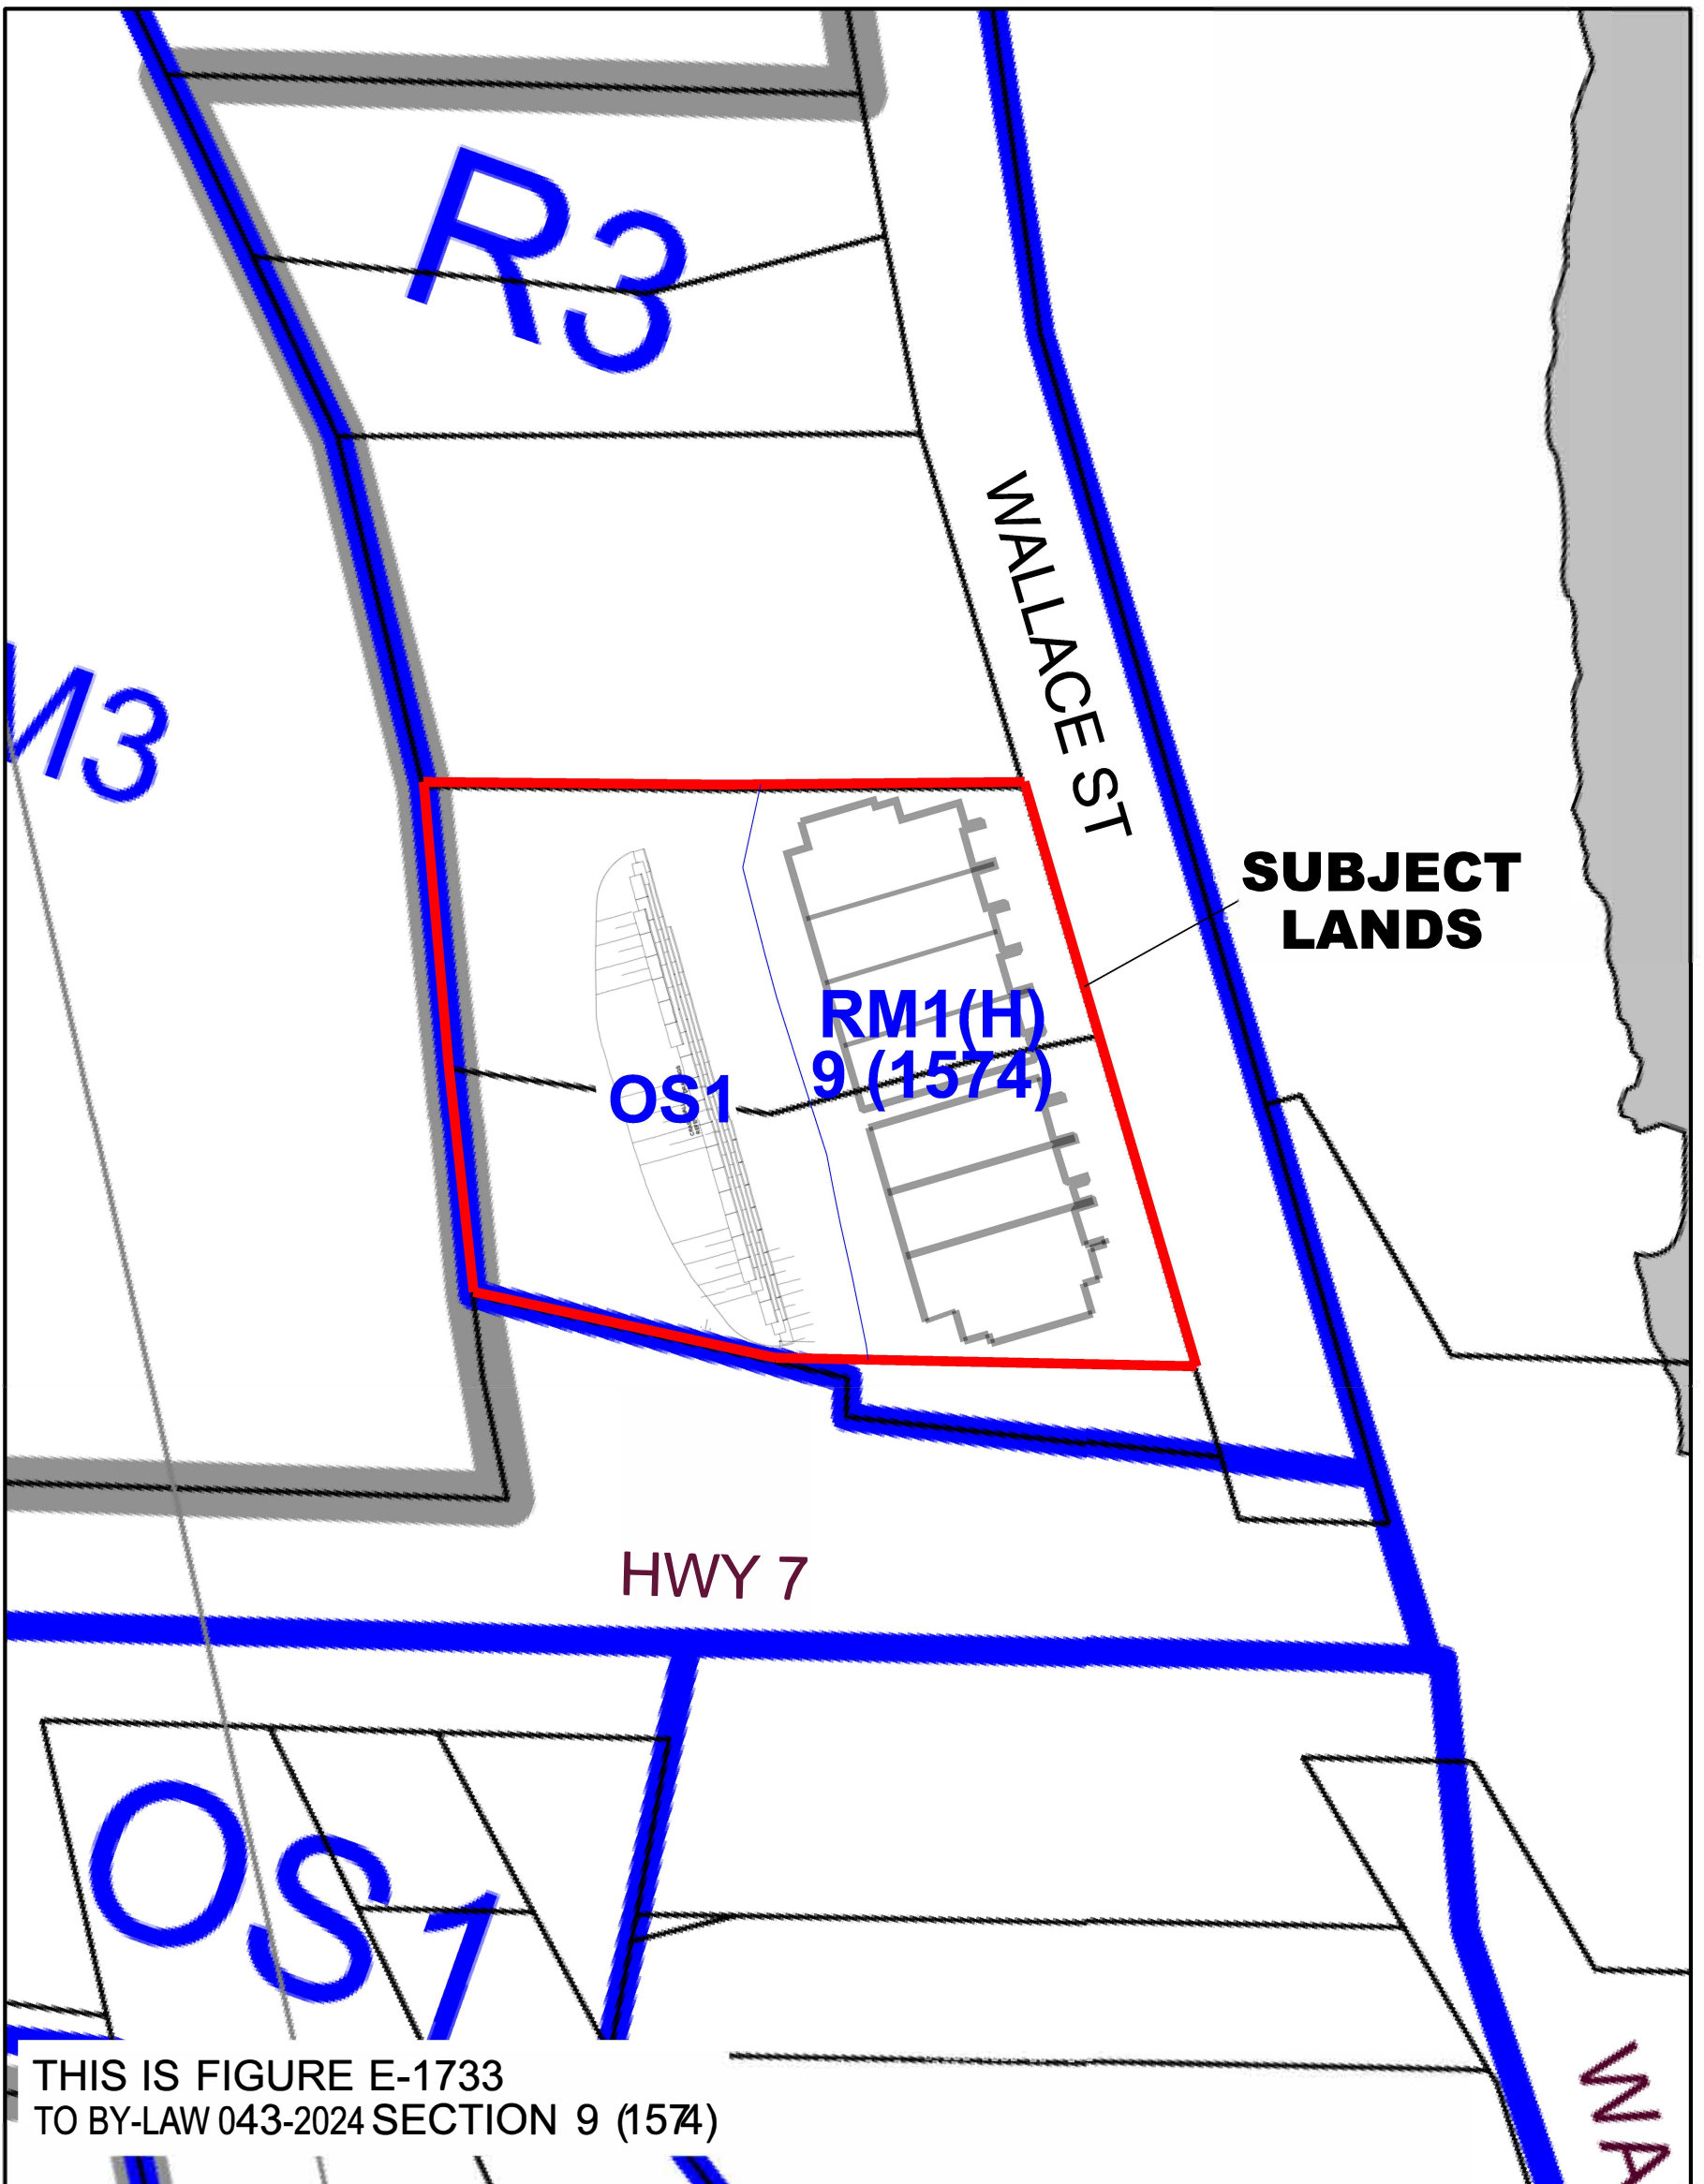 R3
WALLACE ST
M3
SUBJECT
LANDS
RM1(H)
9 (1574)
OS1
HWY 7
OS1
THIS IS FIGURE E-1733
TO BY-LAW 043-2024 SECTION 9 (1574)
WA